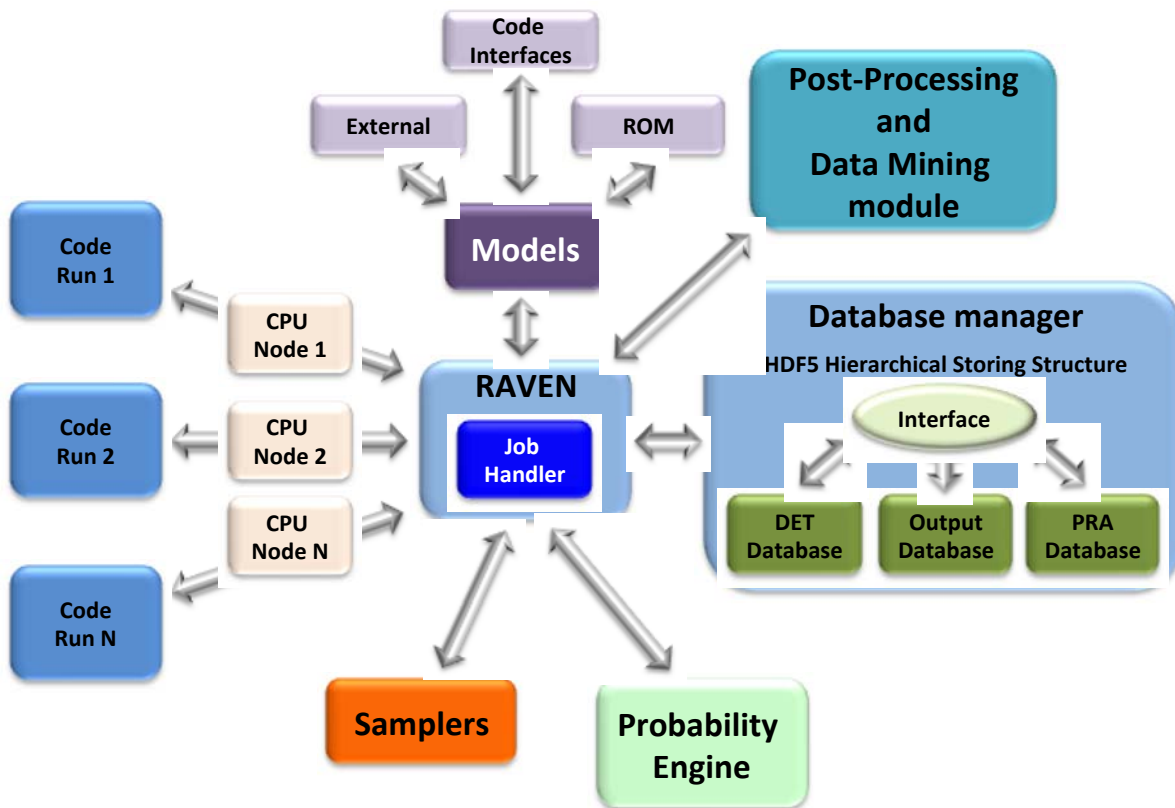 Code
Interfaces
External
ROM
Post-Processing
and
Data Mining
module
Models
Code
Run 1
CPU
Node 1
Database manager
HDF5 Hierarchical Storing Structure
RAVEN
Interface
Code
Run 2
CPU
Node 2
Job
Handler
CPU
Node N
DET
Database
Output
Database
PRA
Database
Code
Run N
Samplers
Probability
Engine